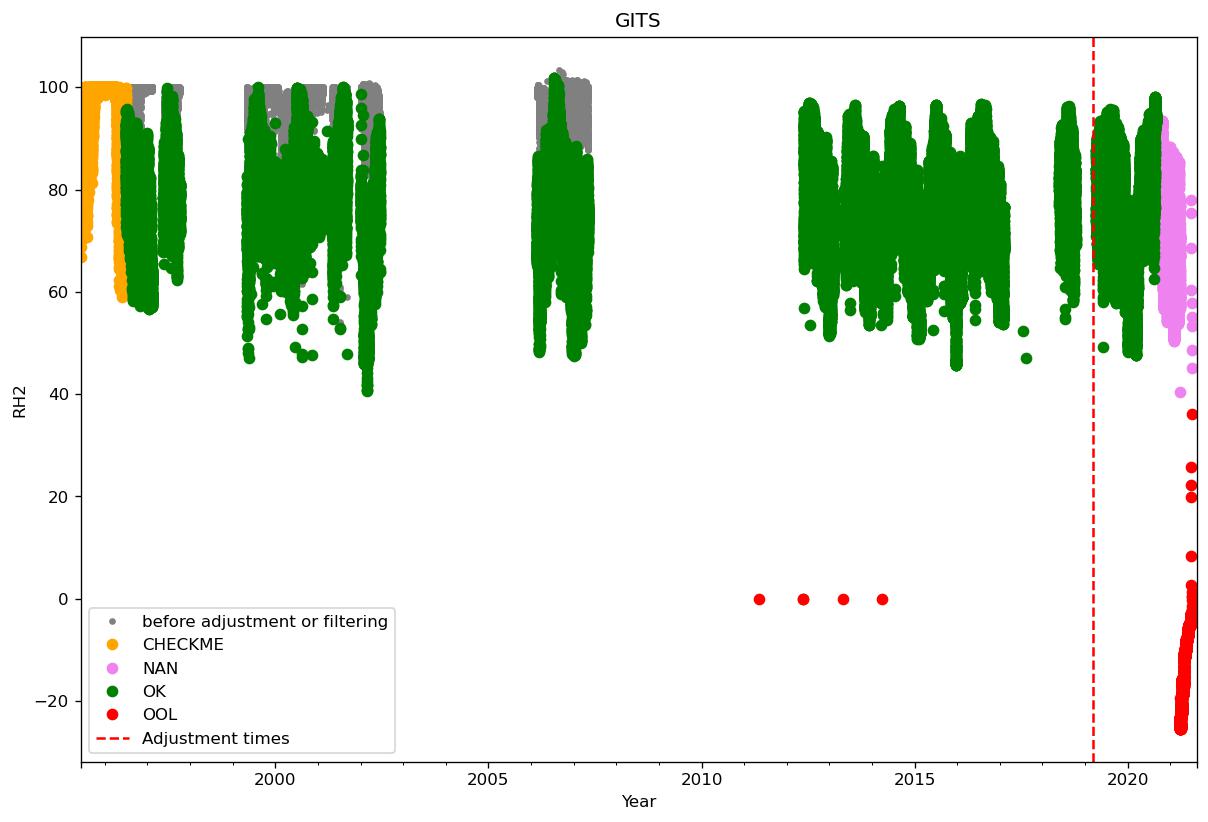 GITS
100
80
60
40
20
0
−20
RH2
before adjustment or filtering
CHECKME
NAN
OK
OOL
Adjustment times
2000
2005
2010
2015
2020
Year